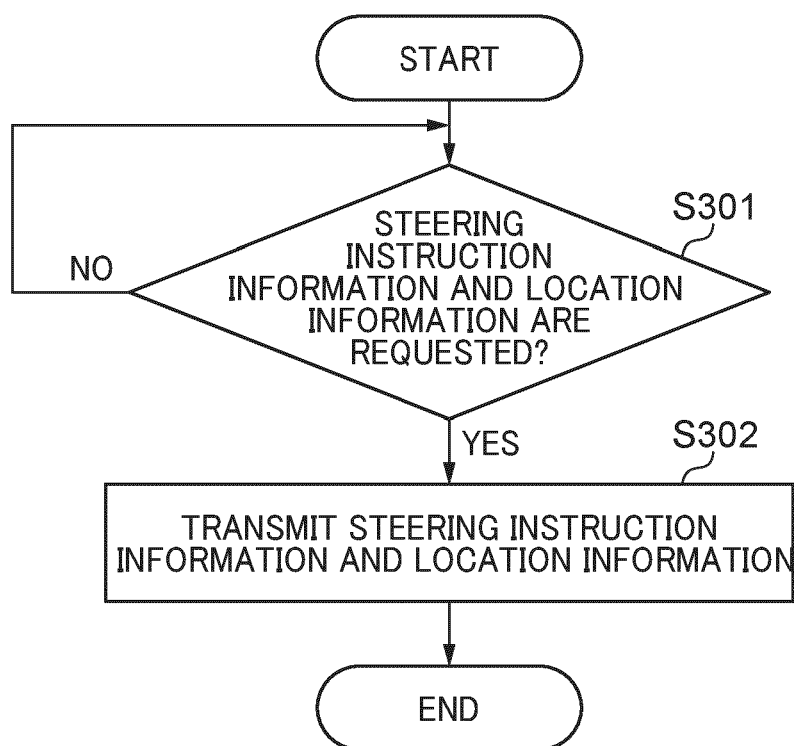 START
S301
STEERING
INSTRUCTION
INFORMATION AND LOCATION
INFORMATION ARE
REQUESTED?
NO
YES
S302
TRANSMIT STEERING INSTRUCTION
INFORMATION AND LOCATION INFORMATION
END